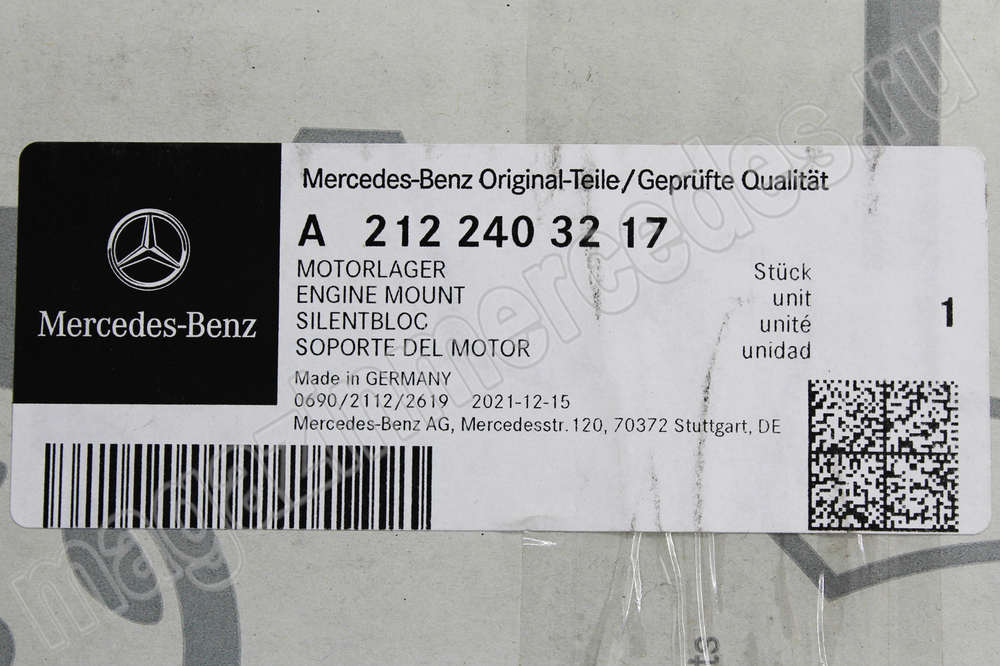 Mercedes-Benz Original-Teile/Geprüfte Qualität
A 212 240 32 17
MOTORLAGER
ENGINE MOUNT
SILENTBLOC
SOPORTE DEL MOTOR
Stück
unit
unité
unidad
1
Mercedes-Benz
Made in GERMANY
0690/2112/2619 2021-12-15
Mercedes-Benz AG, Mercedesstr. 120, 70372 Stuttgart, DE
magazinmercedes.ru